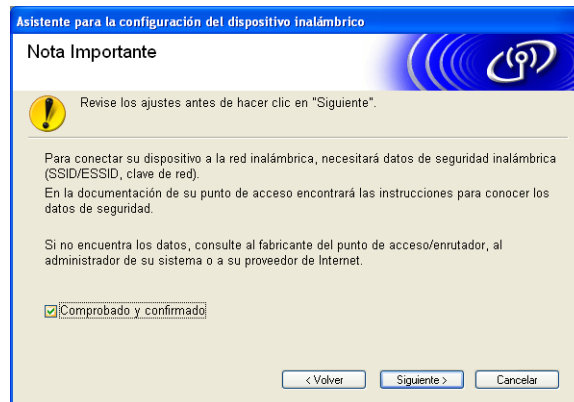 Asistente para la configuración del dispositivo inalámbrico
Nota Importante
Revise los ajustes antes de hacer clic en "Siguiente".
Para conectar su dispositivo a la red inalámbrica, necesitará datos de seguridad inalámbrica
(SSID/ESSID, clave de red).
En la documentación de su punto de acceso encontrará las instrucciones para conocer los
datos de seguridad.
Si no encuentra los datos, consulte al fabricante del punto de acceso/enrutador, al
administrador de su sistema o a su proveedor de Internet.
Comprobado y confirmado
< Volver
Siguiente >
Cancelar